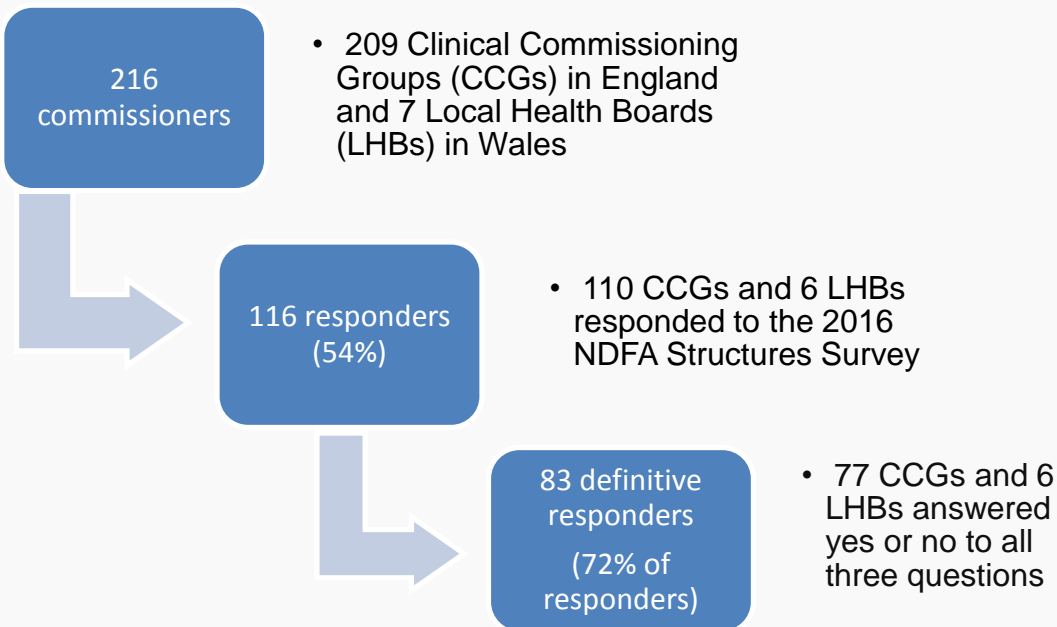 216
commissioners
• 209 Clinical Commissioning
Groups (CCGs) in England
and 7 Local Health Boards
(LHBs) in Wales
116 responders
(54%)
• 110 CCGs and 6 LHBs
responded to the 2016
NDFA Structures Survey
83 definitive
responders
(72% of
responders)
• 77 CCGs and 6
LHBs answered
yes or no to all
three questions